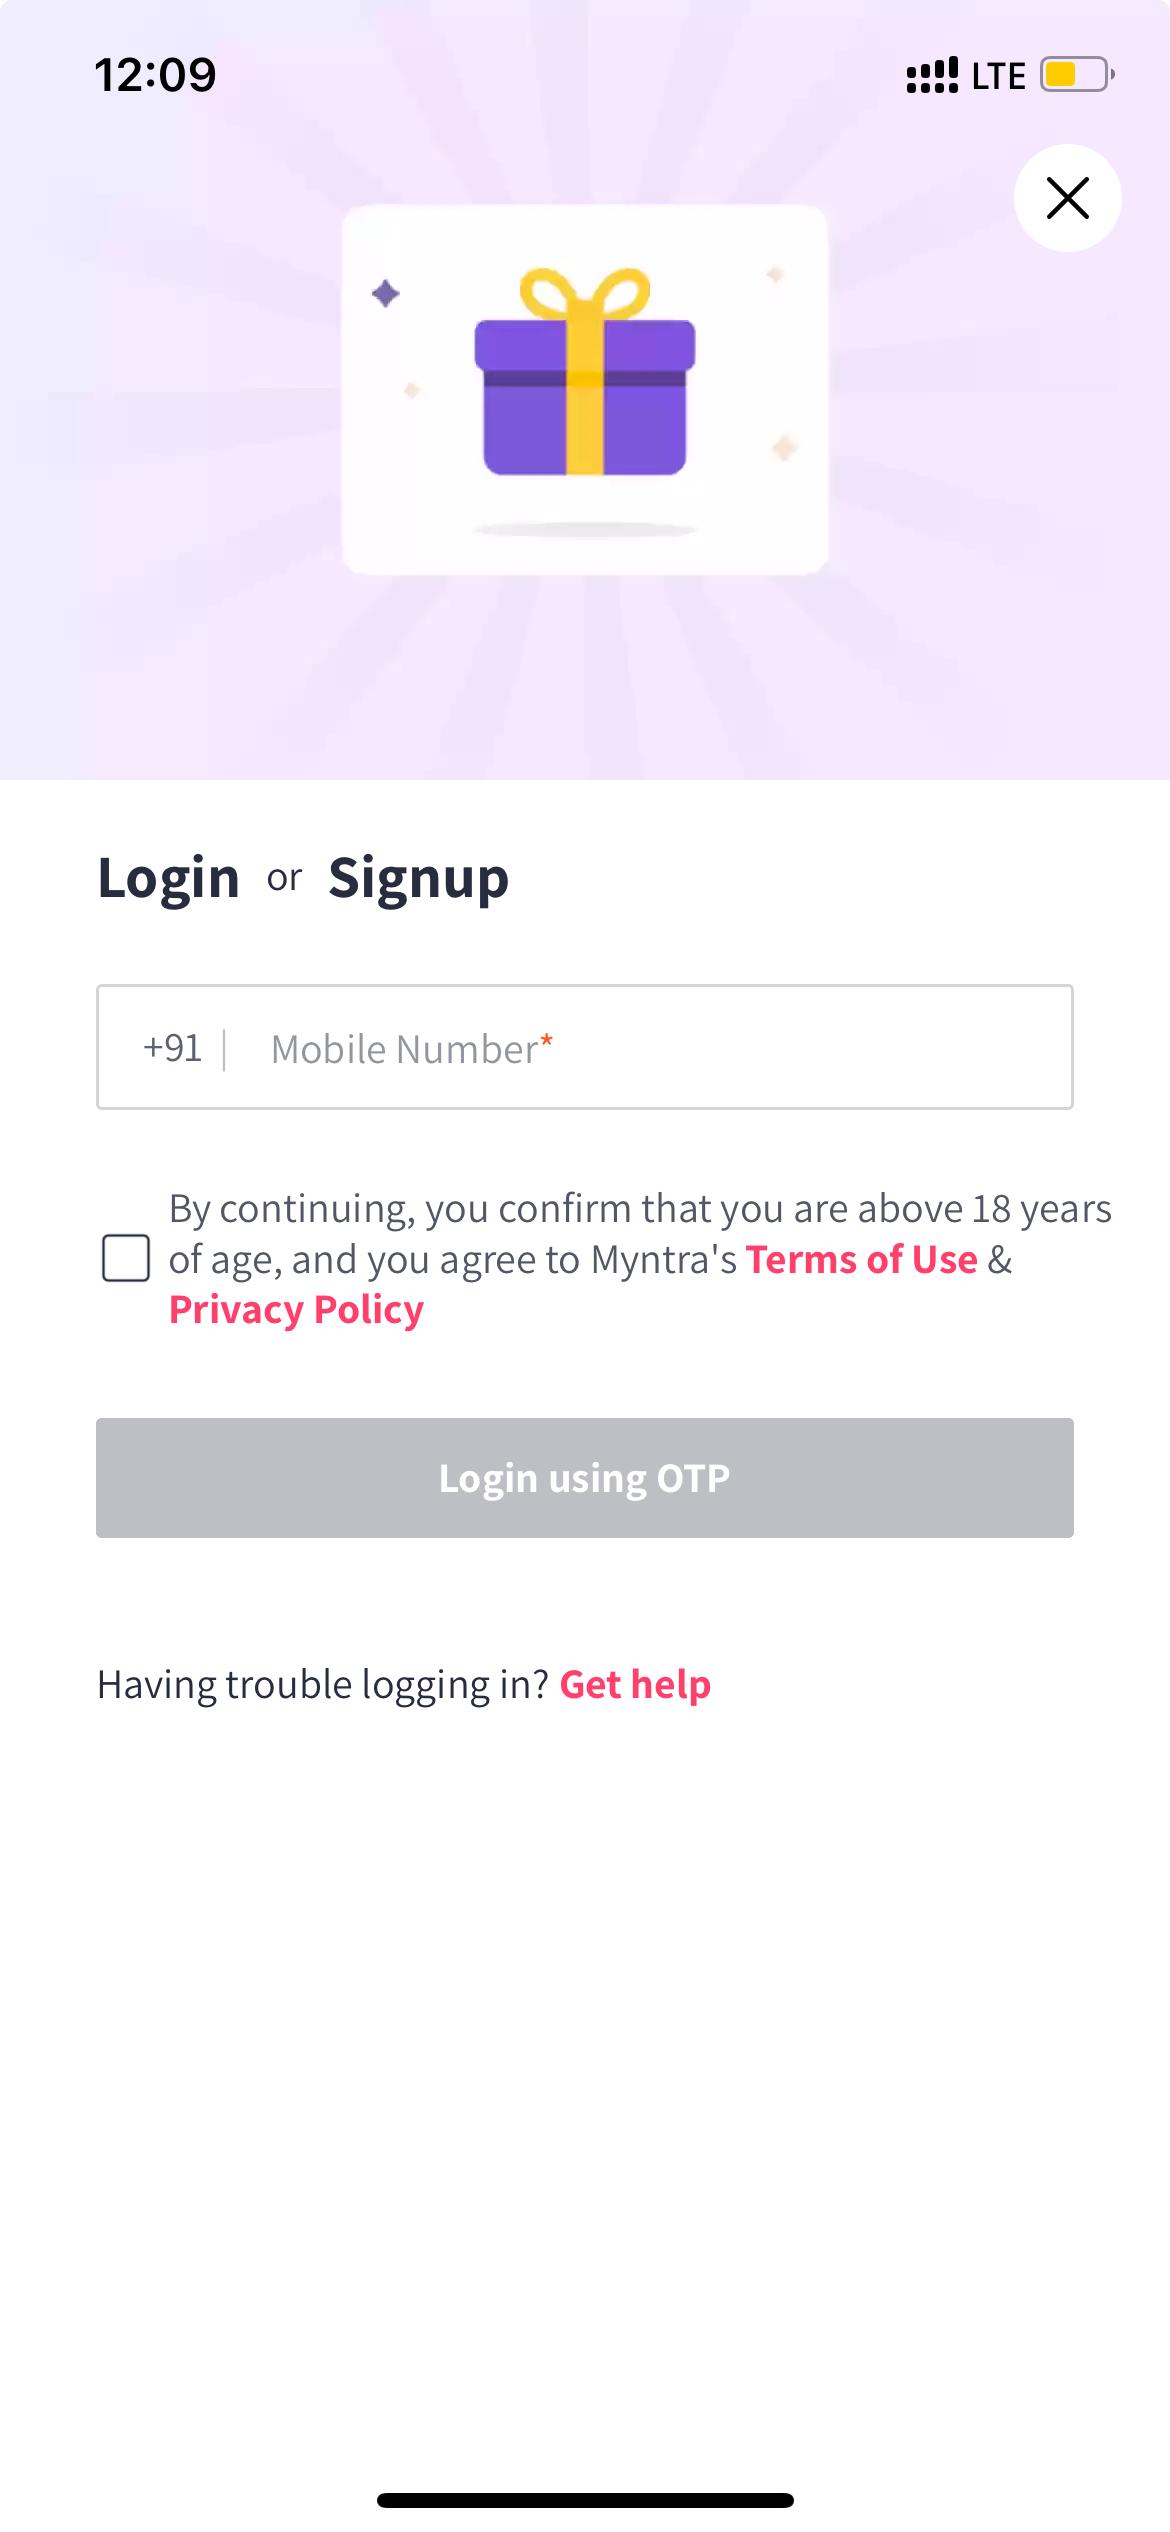 12:09 LTE
Login or Signup
+91 | Mobile Number*
By continuing, you confirm that you are above 18 years
of age, and you agree to Myntra's Terms of Use &
Privacy Policy
Login using OTP
Having trouble logging in? Get help